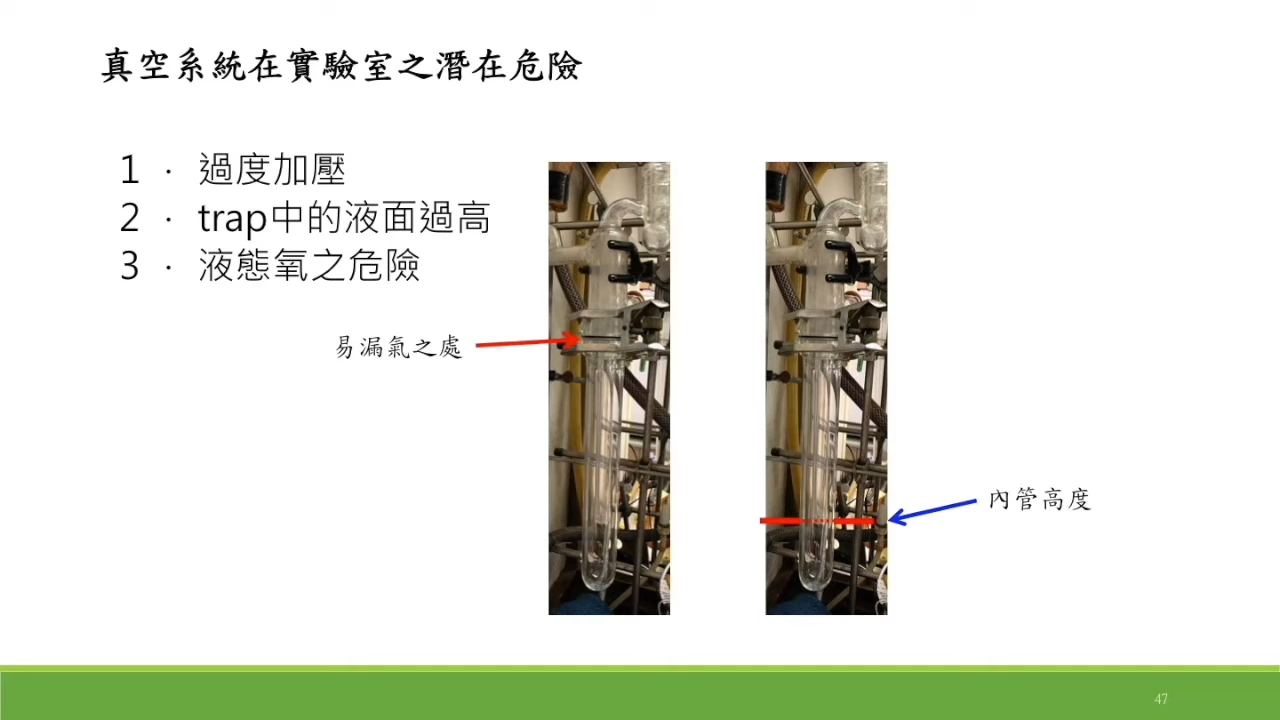 真空系統在實驗室之潛在危險
1 . 過度加壓
2 . trap中的液面過高
3 . 液態氧之危險
易漏氣之處
內管高度
47